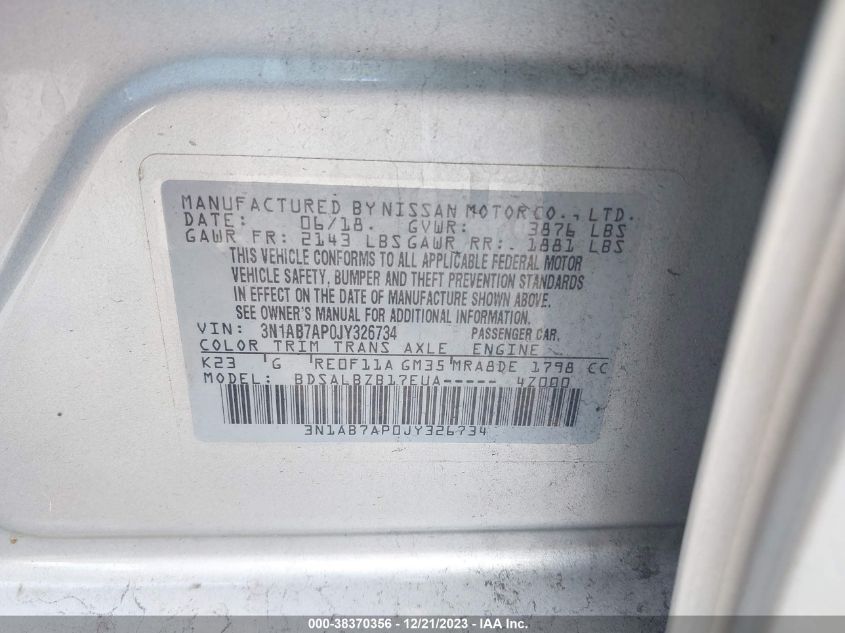 MANUFACTURED BY NISSAN MOTOR CO., LTD.
DATE: 06/18. GVWR: 3876 LBS
GAWR FR: 2143 LBS GAWR RR: 1881 LBS
THIS VEHICLE CONFORMS TO ALL APPLICABLE FEDERAL MOTOR
VEHICLE SAFETY, BUMPER AND THEFT PREVENTION STANDARDS
IN EFFECT ON THE DATE OF MANUFACTURE SHOWN ABOVE.
SEE OWNER'S MANUAL FOR ADDITIONAL INFORMATION.
VIN: 3N1AB7AP0JY326734 PASSENGER CAR.
COLOR TRIM TRANS AXLE ENGINE
K23 G RE0F11A GM35 MRA8DE 1798 CC
MODEL: BDSALBZB17EUA----- 4Z000
3N1AB7AP0JY326734
000-38370356 - 12/21/2023 - IAA Inc.